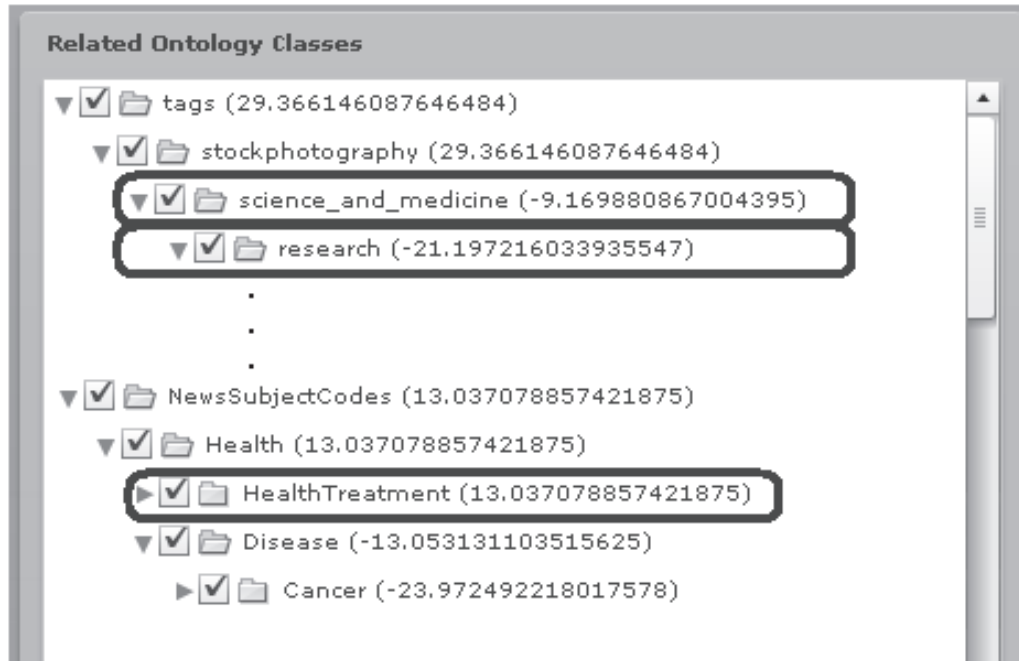 Related Ontology Classes
tags (29.366146087646484)
stockphotography (29.366146087646484)
science_and_medicine (-9.169880867004395)
research (-21.197216033935547)
.
.
.
NewsSubjectCodes (13.037078857421875)
Health (13.037078857421875)
HealthTreatment (13.037078857421875)
Disease (-13.053131103515625)
Cancer (-23.972492218017578)